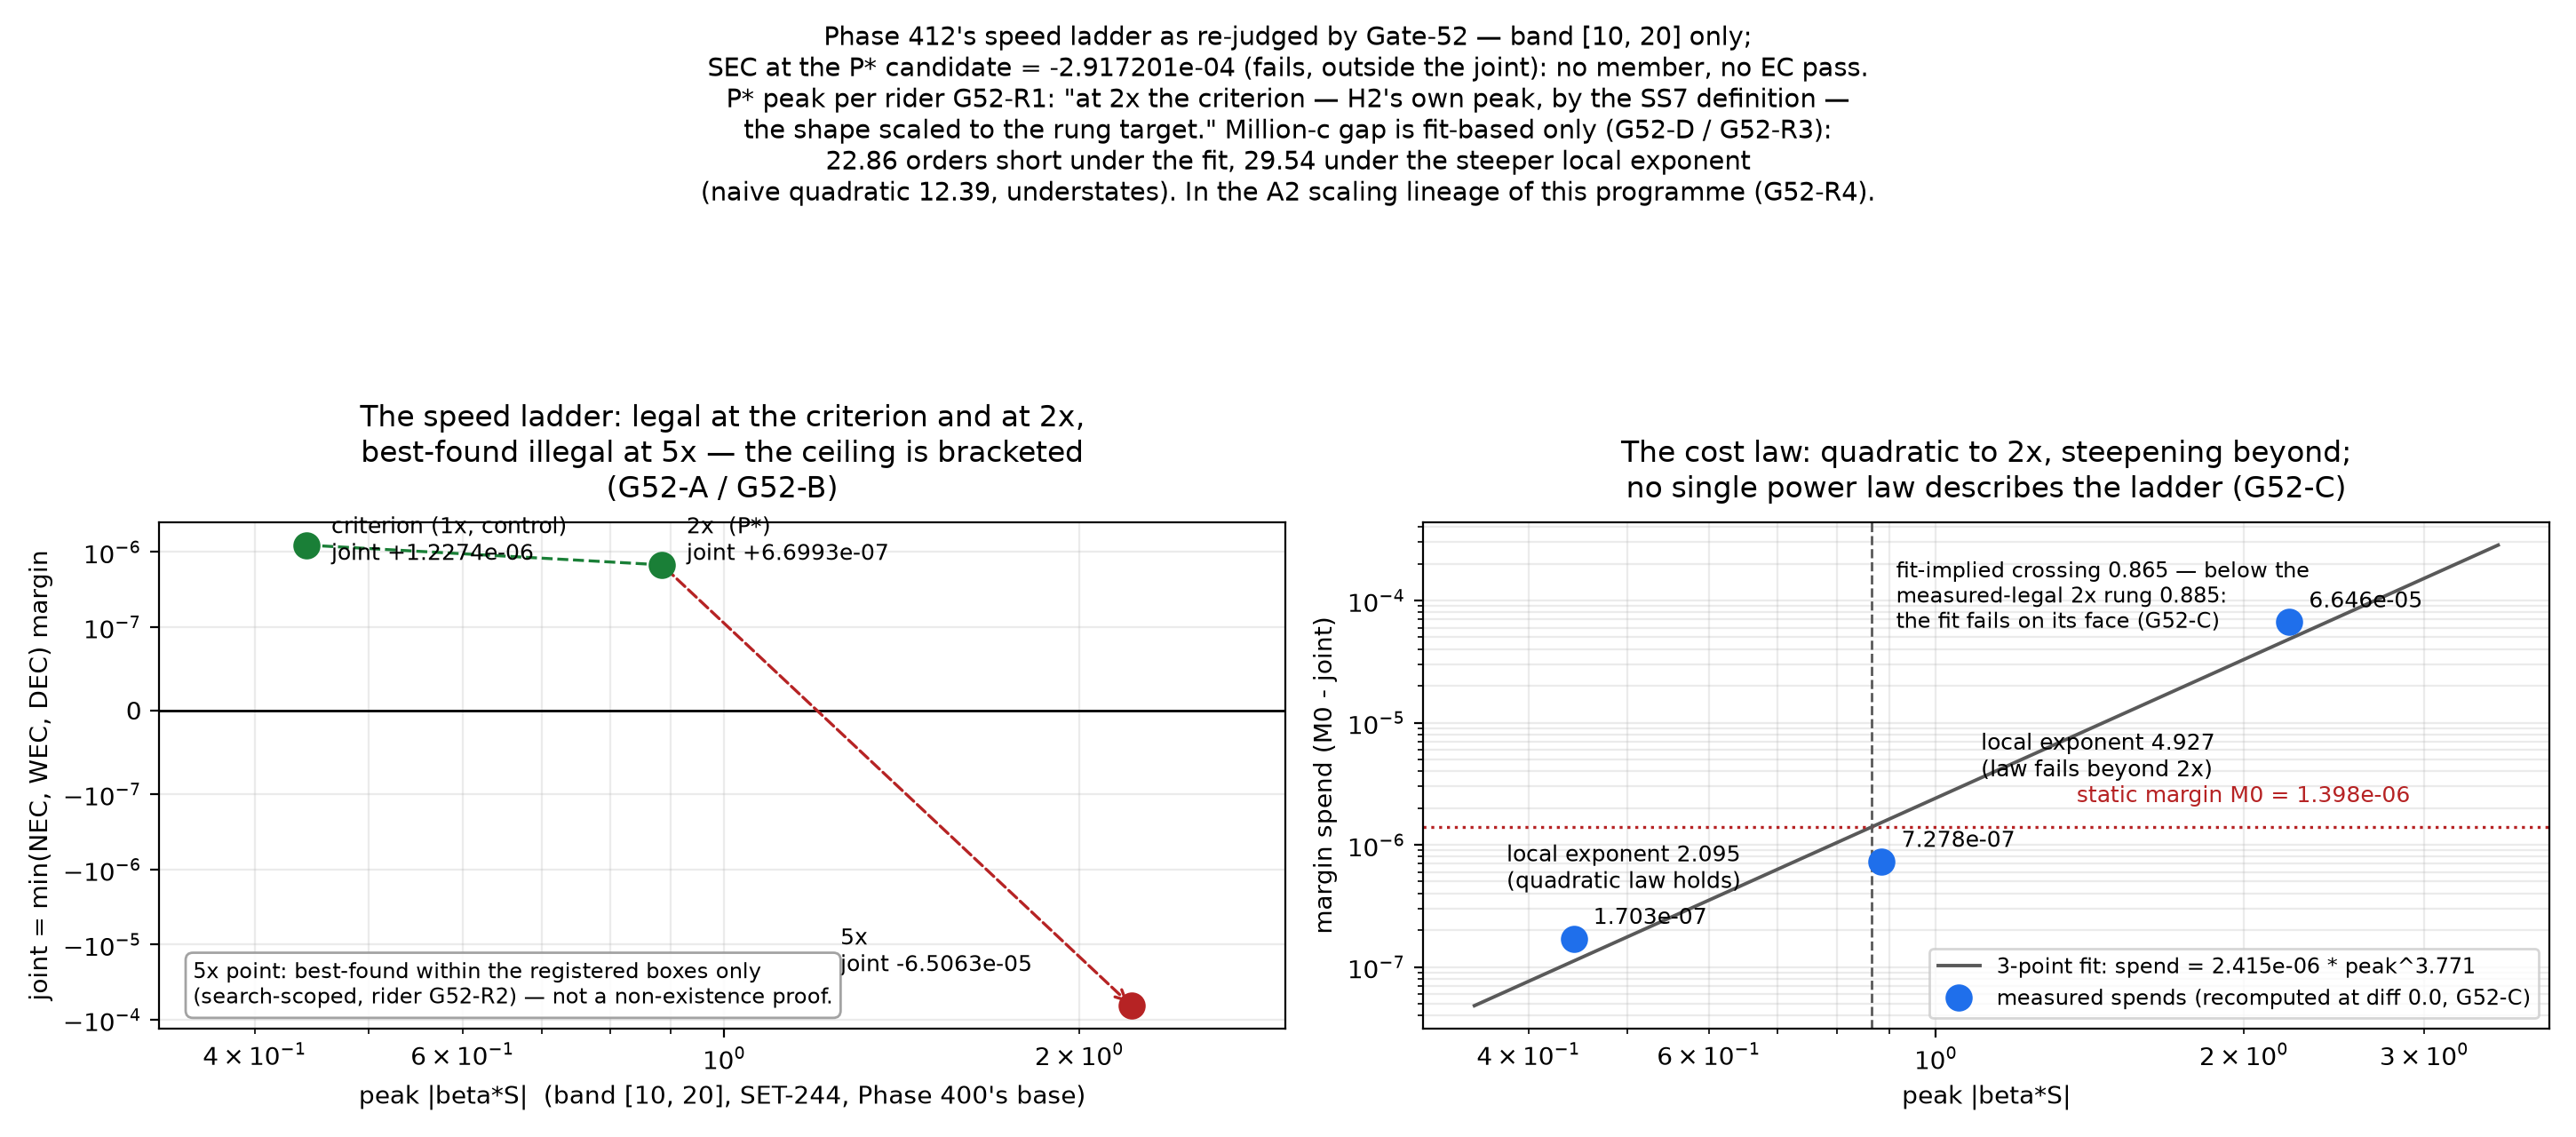 Phase 412's speed ladder as re-judged by Gate-52 — band [10, 20] only;
SEC at the P* candidate = -2.917201e-04 (fails, outside the joint): no member, no EC pass.
P* peak per rider G52-R1: "at 2x the criterion — H2's own peak, by the SS7 definition —
the shape scaled to the rung target." Million-c gap is fit-based only (G52-D / G52-R3):
22.86 orders short under the fit, 29.54 under the steeper local exponent
(naive quadratic 12.39, understates). In the A2 scaling lineage of this programme (G52-R4).
The speed ladder: legal at the criterion and at 2x,
best-found illegal at 5x — the ceiling is bracketed
(G52-A / G52-B)
joint = min(NEC, WEC, DEC) margin
10⁻⁶
10⁻⁷
0
−10⁻⁷
−10⁻⁶
−10⁻⁵
−10⁻⁴
criterion (1x, control)
joint +1.2274e-06
2x (P*)
joint +6.6993e-07
5x
joint -6.5063e-05
5x point: best-found within the registered boxes only
(search-scoped, rider G52-R2) — not a non-existence proof.
4 × 10⁻¹
6 × 10⁻¹
10⁰
2 × 10⁰
peak |beta*S| (band [10, 20], SET-244, Phase 400's base)
The cost law: quadratic to 2x, steepening beyond;
no single power law describes the ladder (G52-C)
margin spend (M0 - joint)
10⁻⁴
10⁻⁵
10⁻⁶
10⁻⁷
fit-implied crossing 0.865 — below the
measured-legal 2x rung 0.885:
the fit fails on its face (G52-C)
6.646e-05
local exponent 4.927
(law fails beyond 2x)
static margin M0 = 1.398e-06
7.278e-07
local exponent 2.095
(quadratic law holds)
1.703e-07
3-point fit: spend = 2.415e-06 * peak^3.771
measured spends (recomputed at diff 0.0, G52-C)
4 × 10⁻¹
6 × 10⁻¹
10⁰
2 × 10⁰
3 × 10⁰
peak |beta*S|